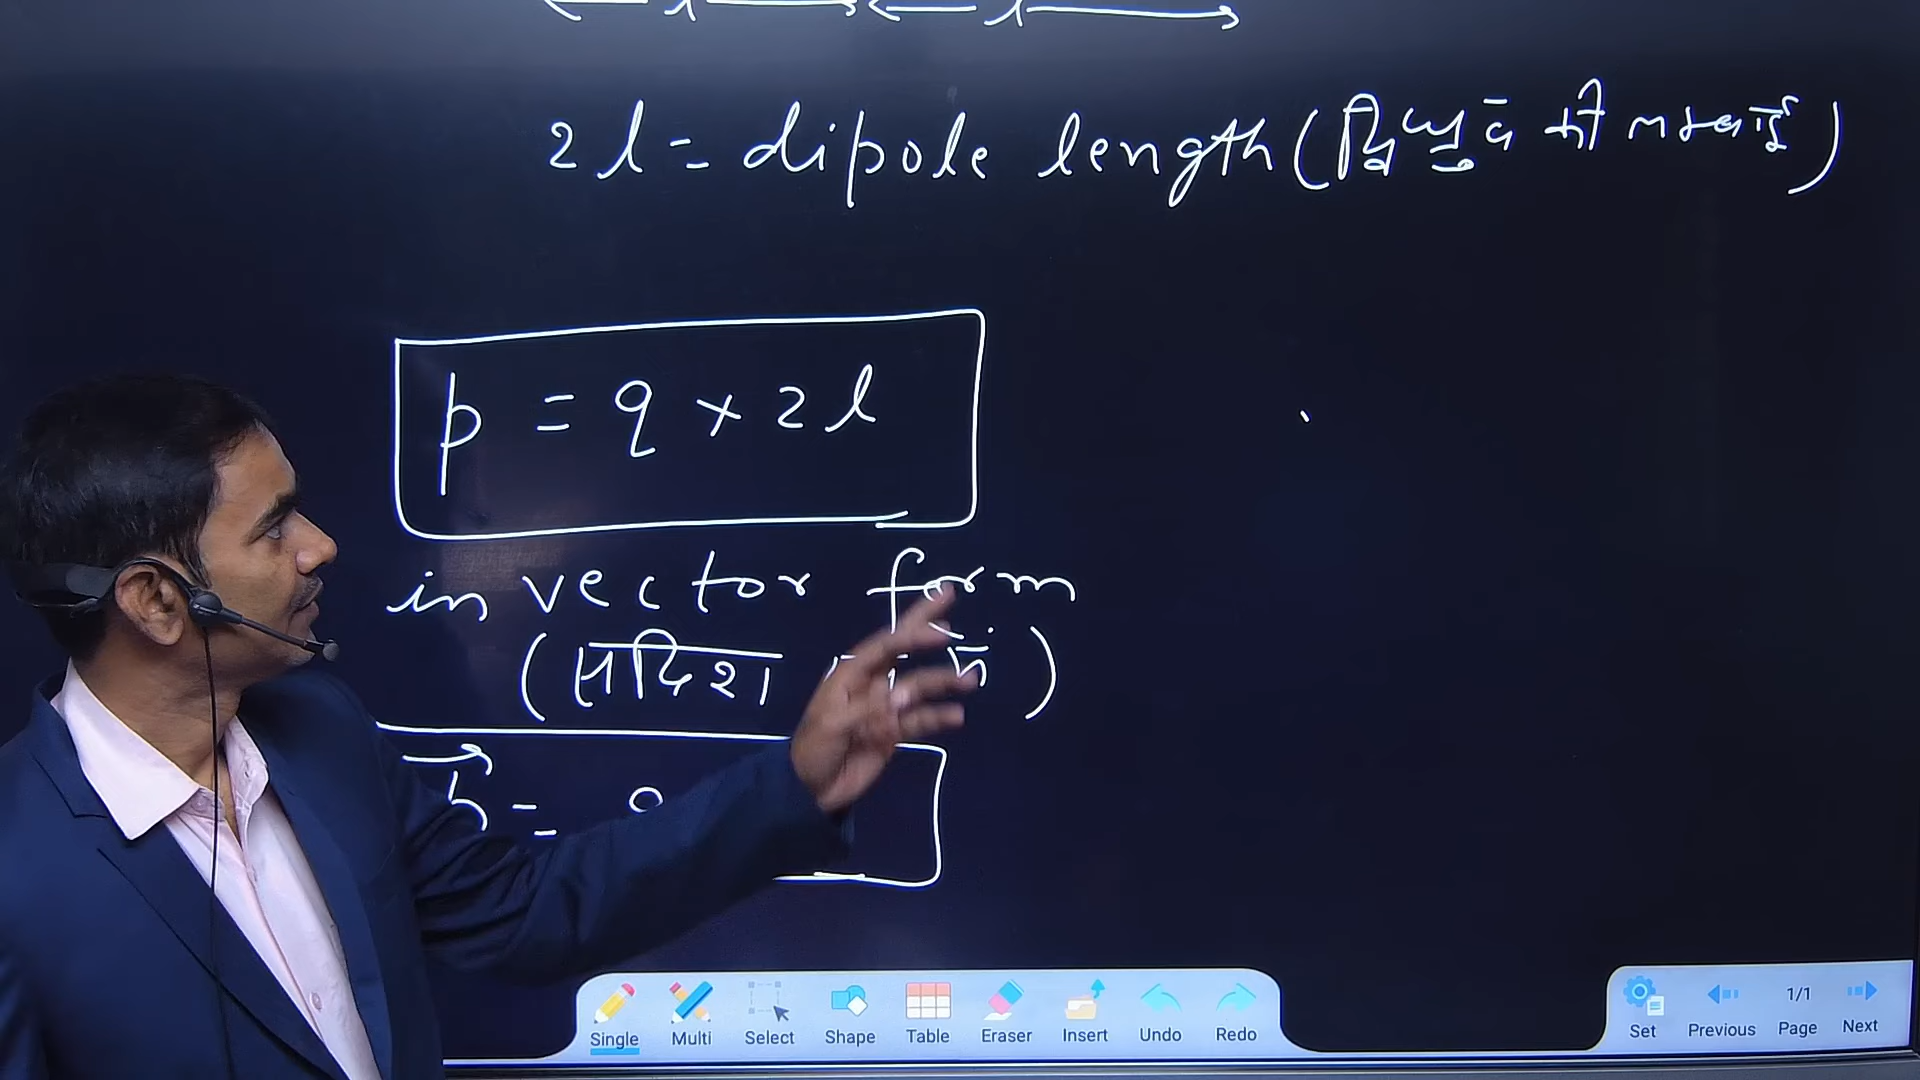 l l
2l = dipole length (द्विध्रुव की लम्बाई)
p = q × 2l
in vector form
(सदिश में)
p = q
Single Multi Select Shape Table Eraser Insert Undo Redo
Set Previous 1/1 Page Next